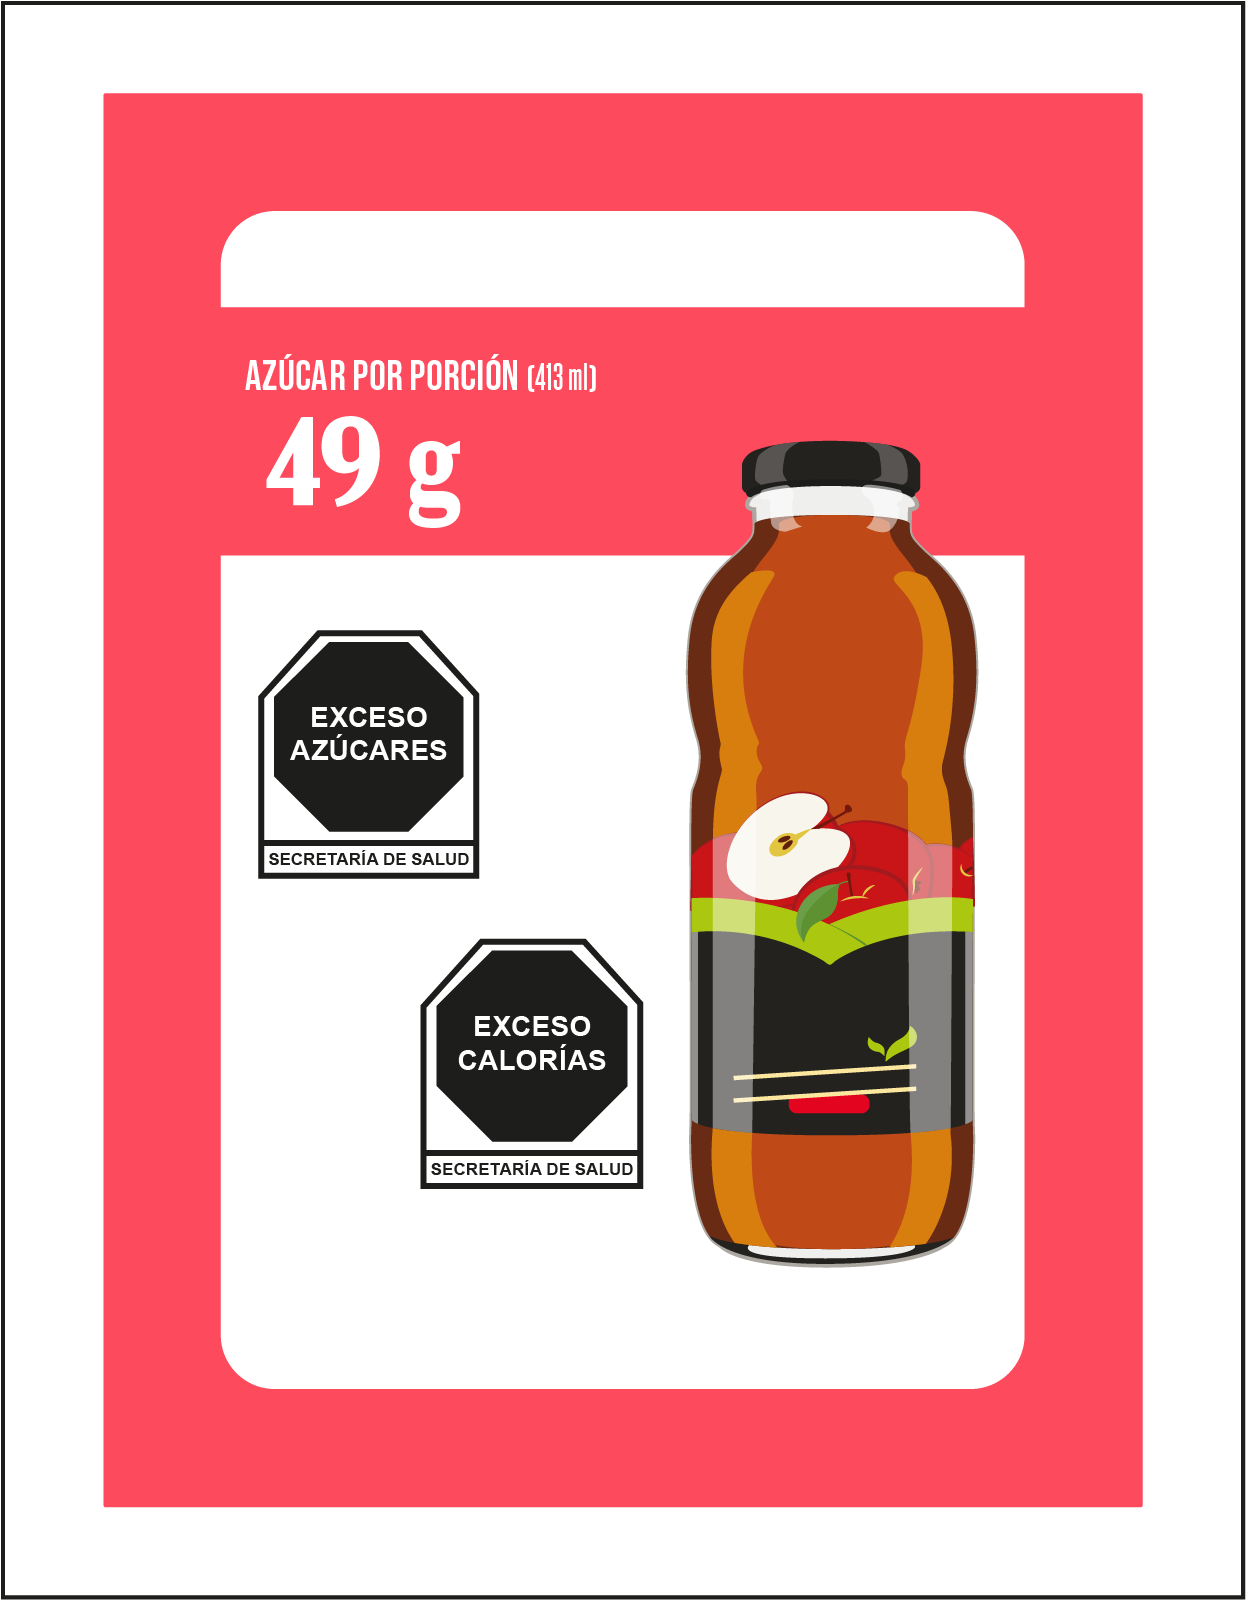 AZÚCAR POR PORCIÓN (413 ml)
49 g
EXCESO
AZÚCARES
SECRETARÍA DE SALUD
EXCESO
CALORÍAS
SECRETARÍA DE SALUD